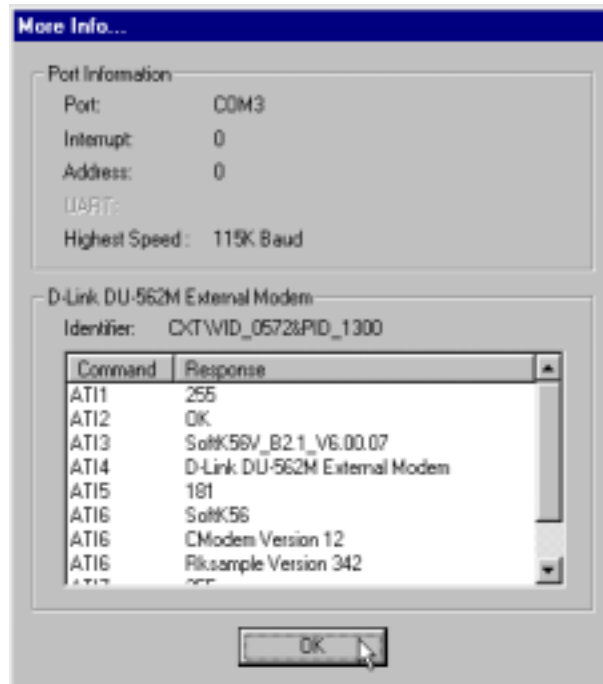 More Info...
Port Information
Port: COM3
Interrupt: 0
Address: 0
UART:
Highest Speed: 115K Baud
D-Link DU-562M External Modem
Identifier: CXT\VID_0572&PID_1300
Command Response
ATI1 255
ATI2 OK
ATI3 SoftK56V_B2.1_V6.00.07
ATI4 D-Link DU-562M External Modem
ATI5 181
ATI6 SoftK56
ATI6 CModem Version 12
ATI6 Rksample Version 342
OK